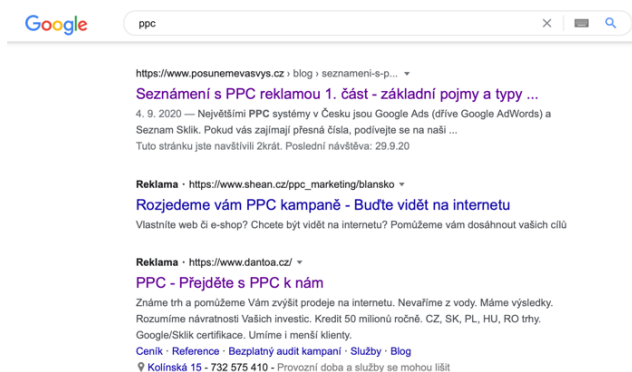 Google
ppc
https://www.posunemevasvys.cz › blog › seznameni-s-p...
Seznámení s PPC reklamou 1. část - základní pojmy a typy ...
4. 9. 2020 — Největšími PPC systémy v Česku jsou Google Ads (dříve Google AdWords) a
Seznam Sklik. Pokud vás zajímají přesná čísla, podívejte se na naši ...
Tuto stránku jste navštívili 2krát. Poslední návštěva: 29.9.20
Reklama · https://www.shean.cz/ppc_marketing/blansko
Rozjedeme vám PPC kampaně - Buďte vidět na internetu
Vlastníte web či e-shop? Chcete být vidět na internetu? Pomůžeme vám dosáhnout vašich cílů
Reklama · https://www.dantoa.cz/
PPC - Přejděte s PPC k nám
Známe trh a pomůžeme Vám zvýšit prodeje na internetu. Nevaříme z vody. Máme výsledky.
Rozumíme návratnosti Vašich investic. Kredit 50 milionů ročně. CZ, SK, PL, HU, RO trhy.
Google/Sklik certifikace. Umíme i menší klienty.
Ceník · Reference · Bezplatný audit kampaní · Služby · Blog
Kolínská 15 - 732 575 410 - Provozní doba a služby se mohou lišit